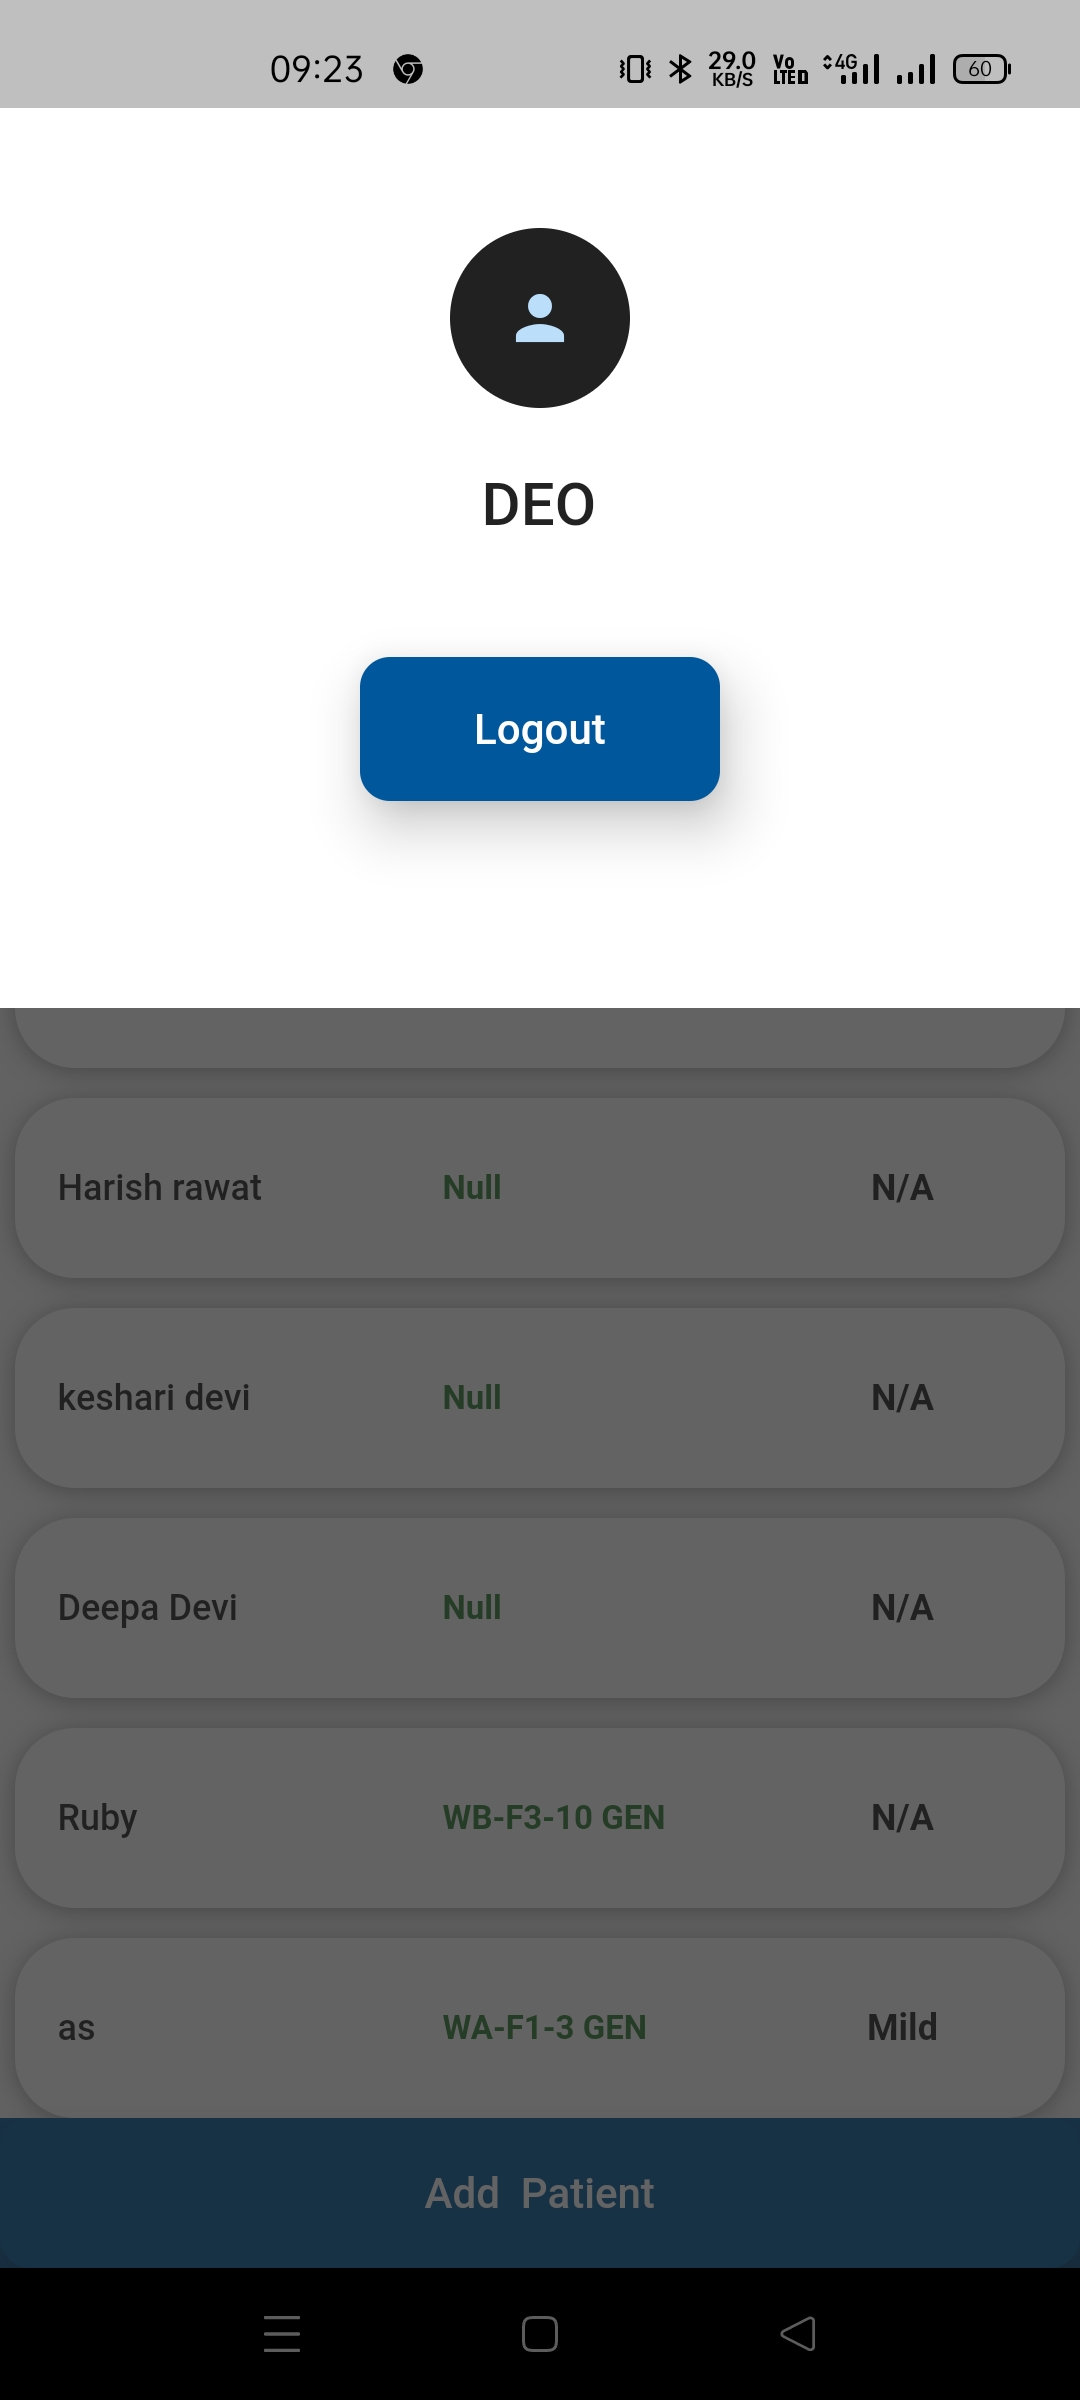 09:23 29.0 KB/S Vo LTE 4G 60
DEO
Logout
Harish rawat Null N/A
keshari devi Null N/A
Deepa Devi Null N/A
Ruby WB-F3-10 GEN N/A
as WA-F1-3 GEN Mild
Add Patient